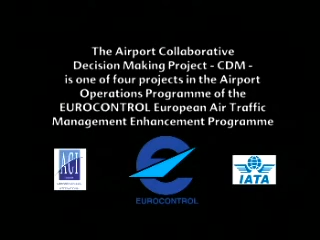 The Airport Collaborative
Decision Making Project - CDM -
is one of four projects in the Airport
Operations Programme of the
EUROCONTROL European Air Traffic
Management Enhancement Programme
ACI
IATA
EUROCONTROL